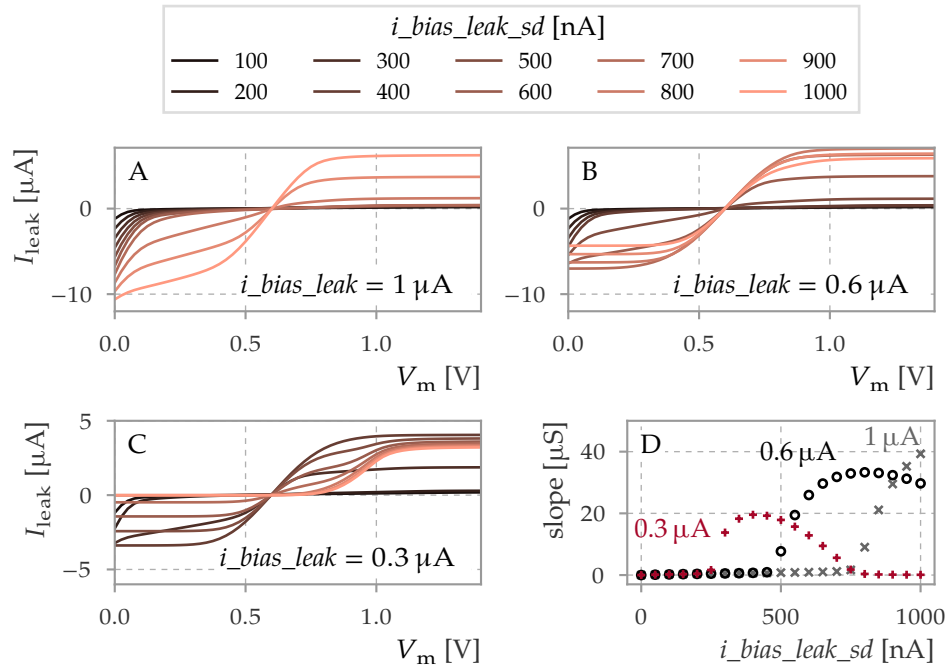 i_bias_leak_sd [nA]
100 300 500 700 900
200 400 600 800 1000
A
I_leak [µA]
0
−10
i_bias_leak = 1 µA
0.0 0.5 1.0
V_m [V]
B
0
−10
i_bias_leak = 0.6 µA
0.0 0.5 1.0
V_m [V]
C
I_leak [µA]
5
0
−5
i_bias_leak = 0.3 µA
0.0 0.5 1.0
V_m [V]
D
slope [µS]
40
20
0
0.6 µA
1 µA
0.3 µA
0 500 1000
i_bias_leak_sd [nA]